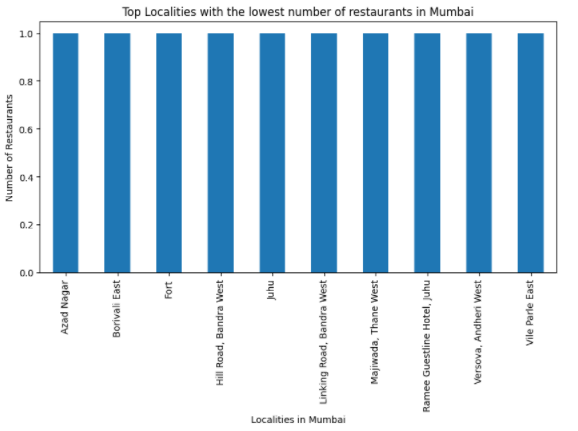 Top Localities with the lowest number of restaurants in Mumbai
Number of Restaurants
1.0
0.8
0.6
0.4
0.2
0.0
Azad Nagar
Borivali East
Fort
Hill Road, Bandra West
Juhu
Linking Road, Bandra West
Majiwada, Thane West
Ramee Guestline Hotel, Juhu
Versova, Andheri West
Vile Parle East
Localities in Mumbai